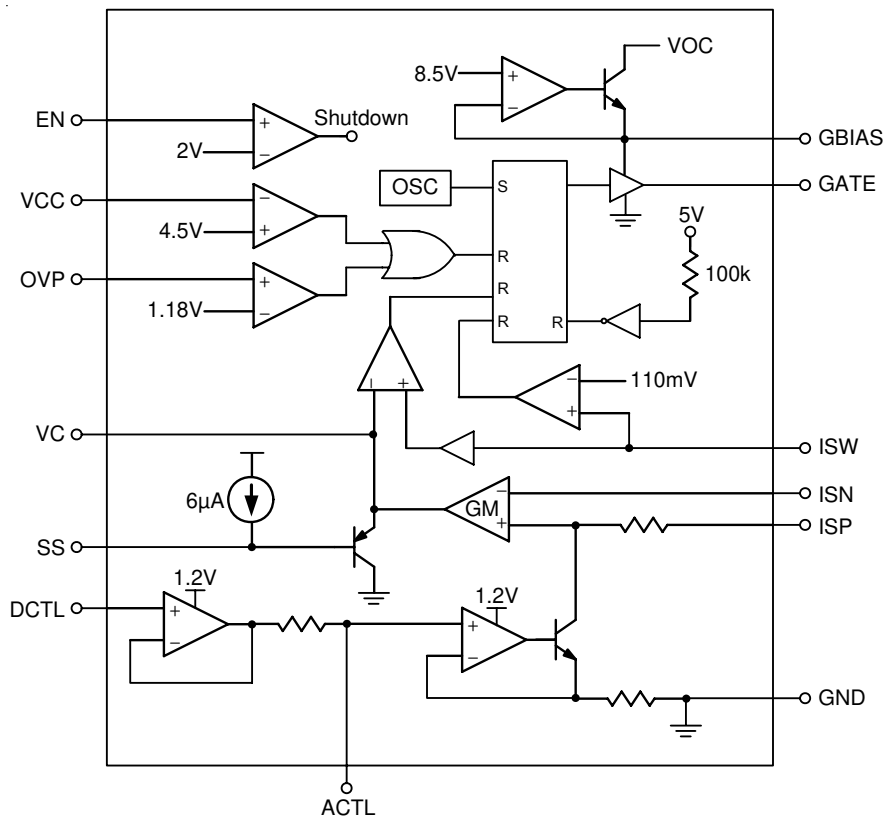 VOC
8.5V
+
−
EN
+
Shutdown
2V
−
GBIAS
OSC
S
GATE
VCC
−
4.5V
+
5V
R
100k
OVP
+
1.18V
−
R
R
R
− +
−
110mV
+
VC
ISW
6µA
GM
−
ISN
+
ISP
SS
1.2V
1.2V
DCTL
+
−
+
−
GND
ACTL